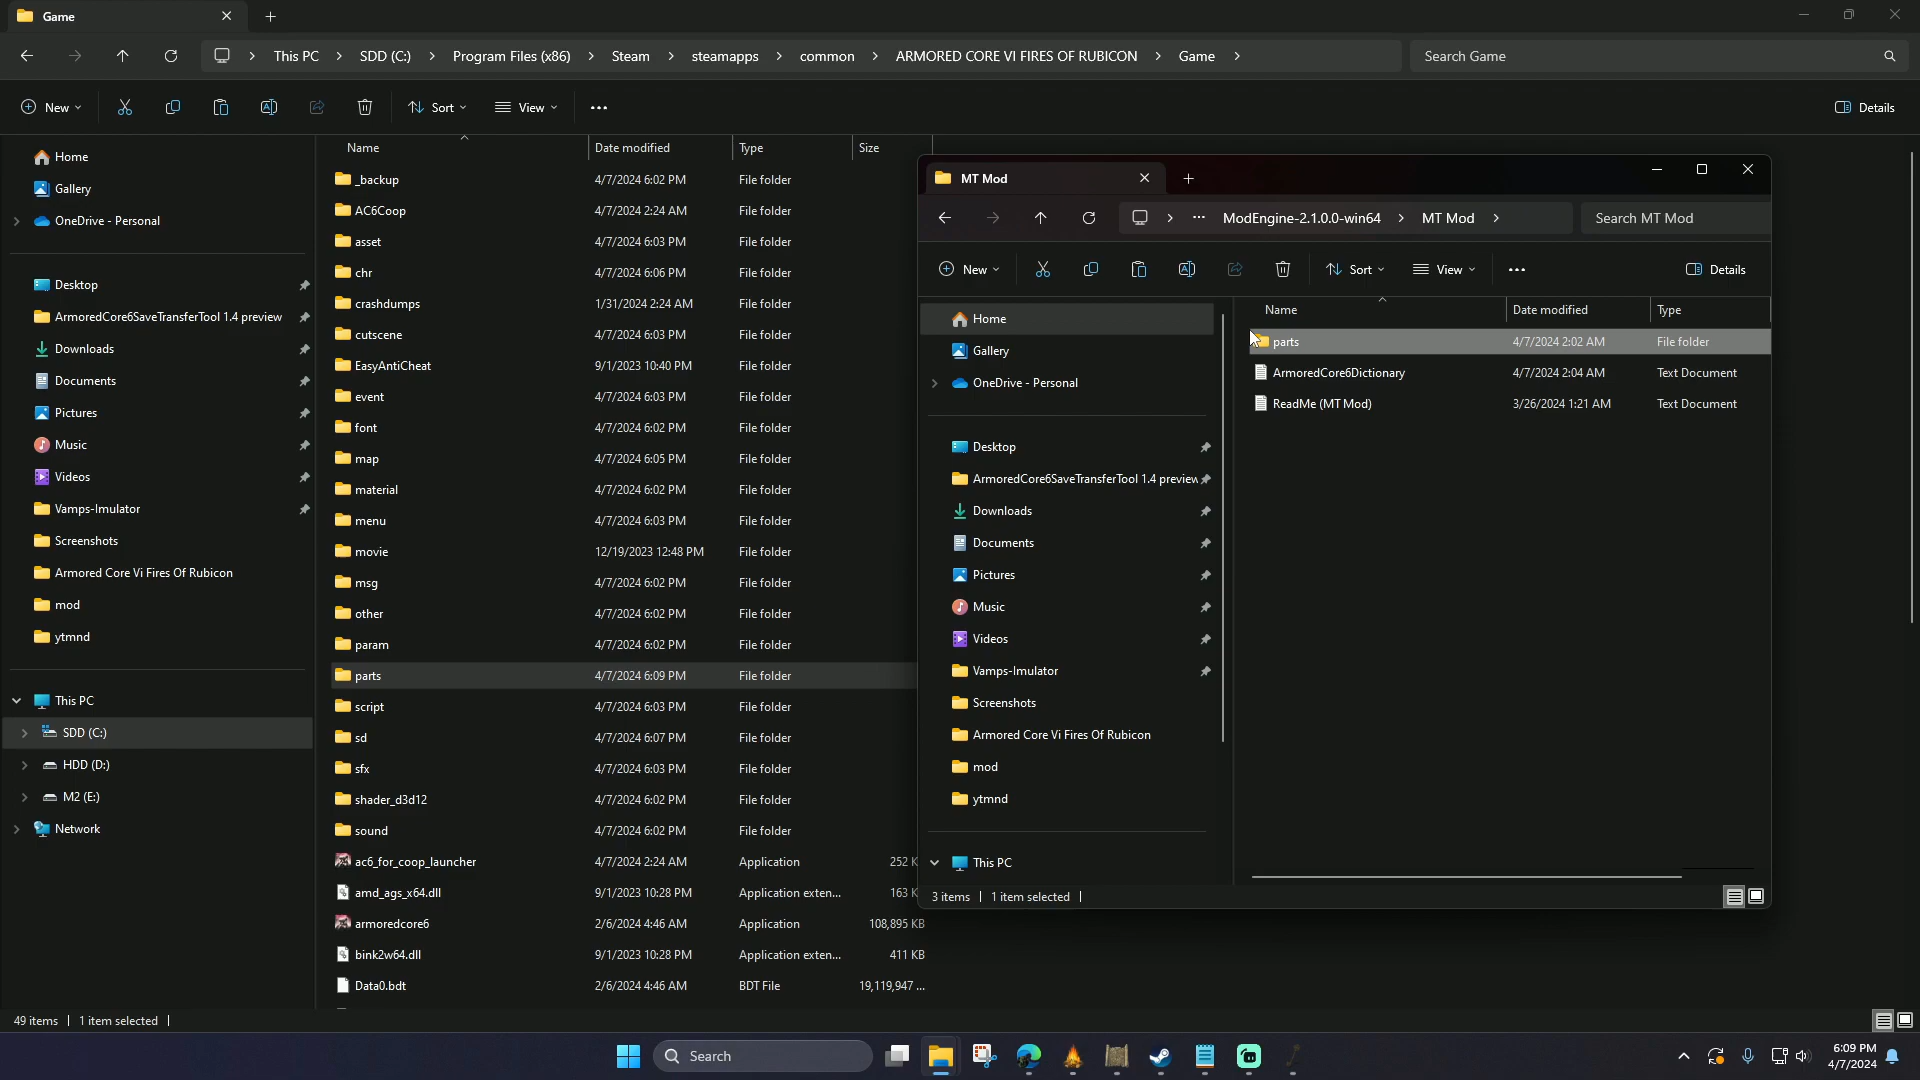 Game
This PC
SDD (C:)
Program Files (x86)
Steam
steamapps
common
ARMORED CORE VI FIRES OF RUBICON
Game
Search Game
New
Sort
View
Details
Home
Gallery
OneDrive - Personal
Desktop
ArmoredCore6SaveTransferTool 1.4 preview
Downloads
Documents
Pictures
Music
Videos
Vamps-Imulator
Screenshots
Armored Core Vi Fires Of Rubicon
mod
ytmnd
This PC
SDD (C:)
HDD (D:)
M2 (E:)
Network
Name Date modified Type Size
_backup 4/7/2024 6:02 PM File folder
AC6Coop 4/7/2024 2:24 AM File folder
asset 4/7/2024 6:03 PM File folder
chr 4/7/2024 6:06 PM File folder
crashdumps 1/31/2024 2:24 AM File folder
cutscene 4/7/2024 6:03 PM File folder
EasyAntiCheat 9/1/2023 10:40 PM File folder
event 4/7/2024 6:03 PM File folder
font 4/7/2024 6:02 PM File folder
map 4/7/2024 6:05 PM File folder
material 4/7/2024 6:02 PM File folder
menu 4/7/2024 6:03 PM File folder
movie 12/19/2023 12:48 PM File folder
msg 4/7/2024 6:02 PM File folder
other 4/7/2024 6:02 PM File folder
param 4/7/2024 6:02 PM File folder
parts 4/7/2024 6:09 PM File folder
script 4/7/2024 6:03 PM File folder
sd 4/7/2024 6:07 PM File folder
sfx 4/7/2024 6:03 PM File folder
shader_d3d12 4/7/2024 6:02 PM File folder
sound 4/7/2024 6:02 PM File folder
ac6_for_coop_launcher 4/7/2024 2:24 AM Application 252 K
amd_ags_x64.dll 9/1/2023 10:28 PM Application exten... 163 K
armoredcore6 2/6/2024 4:46 AM Application 108,895 KB
bink2w64.dll 9/1/2023 10:28 PM Application exten... 411 KB
Data0.bdt 2/6/2024 4:46 AM BDT File 19,119,947 ...
49 items
1 item selected
MT Mod
ModEngine-2.1.0.0-win64
MT Mod
Search MT Mod
New
Sort
View
Details
Home
Gallery
OneDrive - Personal
Desktop
ArmoredCore6SaveTransferTool 1.4 preview
Downloads
Documents
Pictures
Music
Videos
Vamps-Imulator
Screenshots
Armored Core Vi Fires Of Rubicon
mod
ytmnd
This PC
Name Date modified Type
parts 4/7/2024 2:02 AM File folder
ArmoredCore6Dictionary 4/7/2024 2:04 AM Text Document
ReadMe (MT Mod) 3/26/2024 1:21 AM Text Document
3 items
1 item selected
Search
6:09 PM
4/7/2024